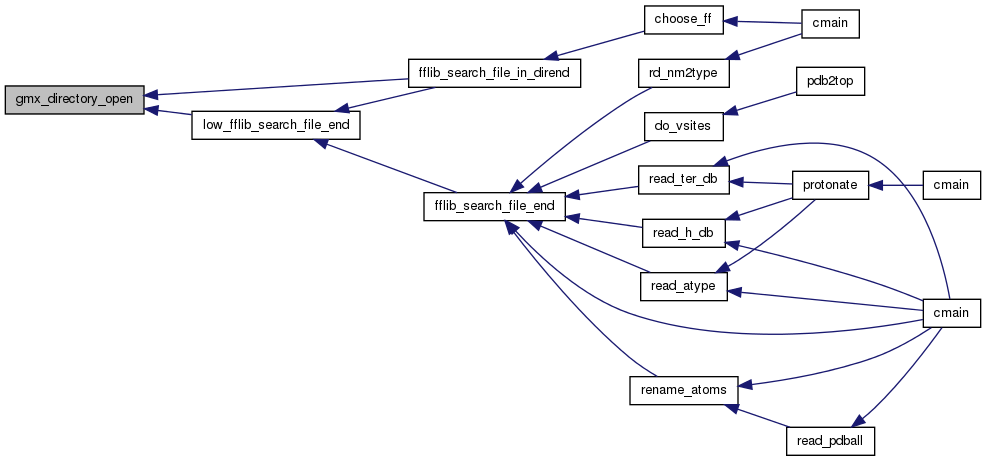 choose_ff
cmain
fflib_search_file_in_dirend
rd_nm2type
pdb2top
gmx_directory_open
low_fflib_search_file_end
do_vsites
read_ter_db
protonate
cmain
fflib_search_file_end
read_h_db
read_atype
cmain
rename_atoms
read_pdball